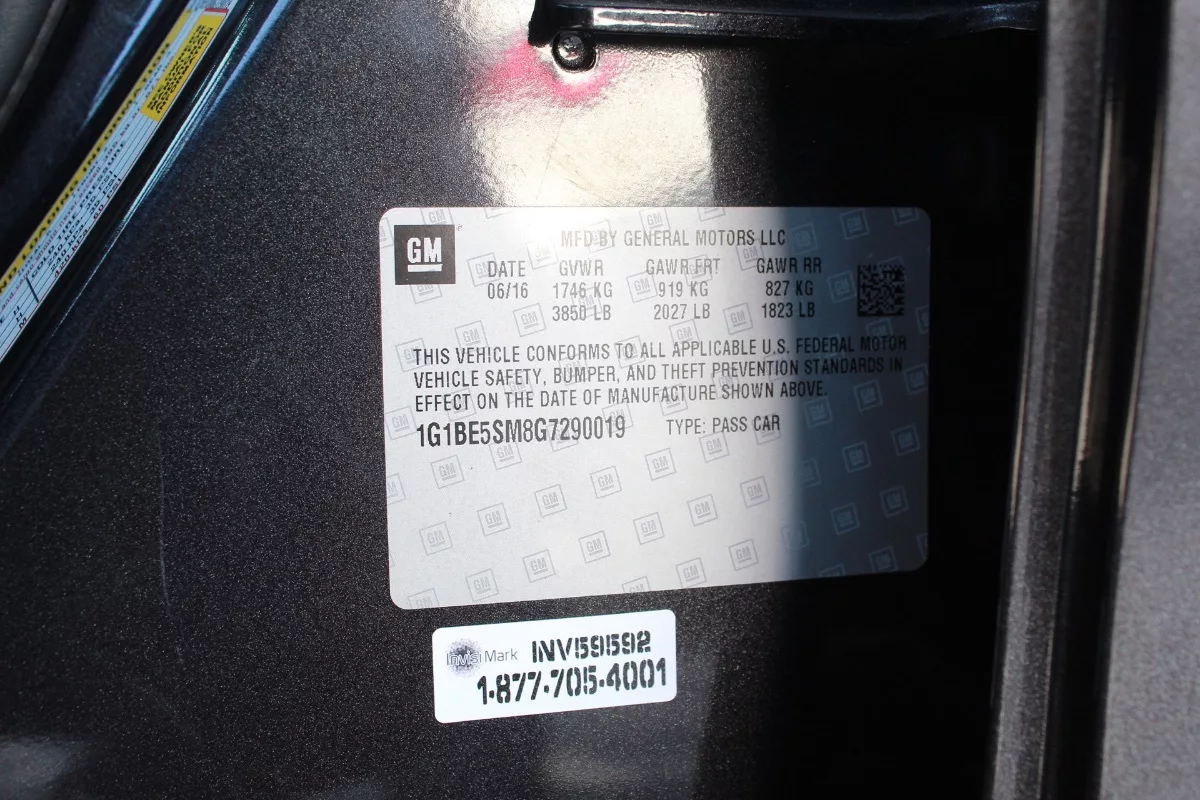 GM
MFD BY GENERAL MOTORS LLC
DATE GVWR GAWR FRT GAWR RR
06/16 1746 KG 919 KG 827 KG
3850 LB 2027 LB 1823 LB
THIS VEHICLE CONFORMS TO ALL APPLICABLE U.S. FEDERAL MOTOR
VEHICLE SAFETY, BUMPER, AND THEFT PREVENTION STANDARDS IN
EFFECT ON THE DATE OF MANUFACTURE SHOWN ABOVE.
1G1BE5SM8G7290019 TYPE: PASS CAR
InvisiMark INV59592
1-877-705-4001